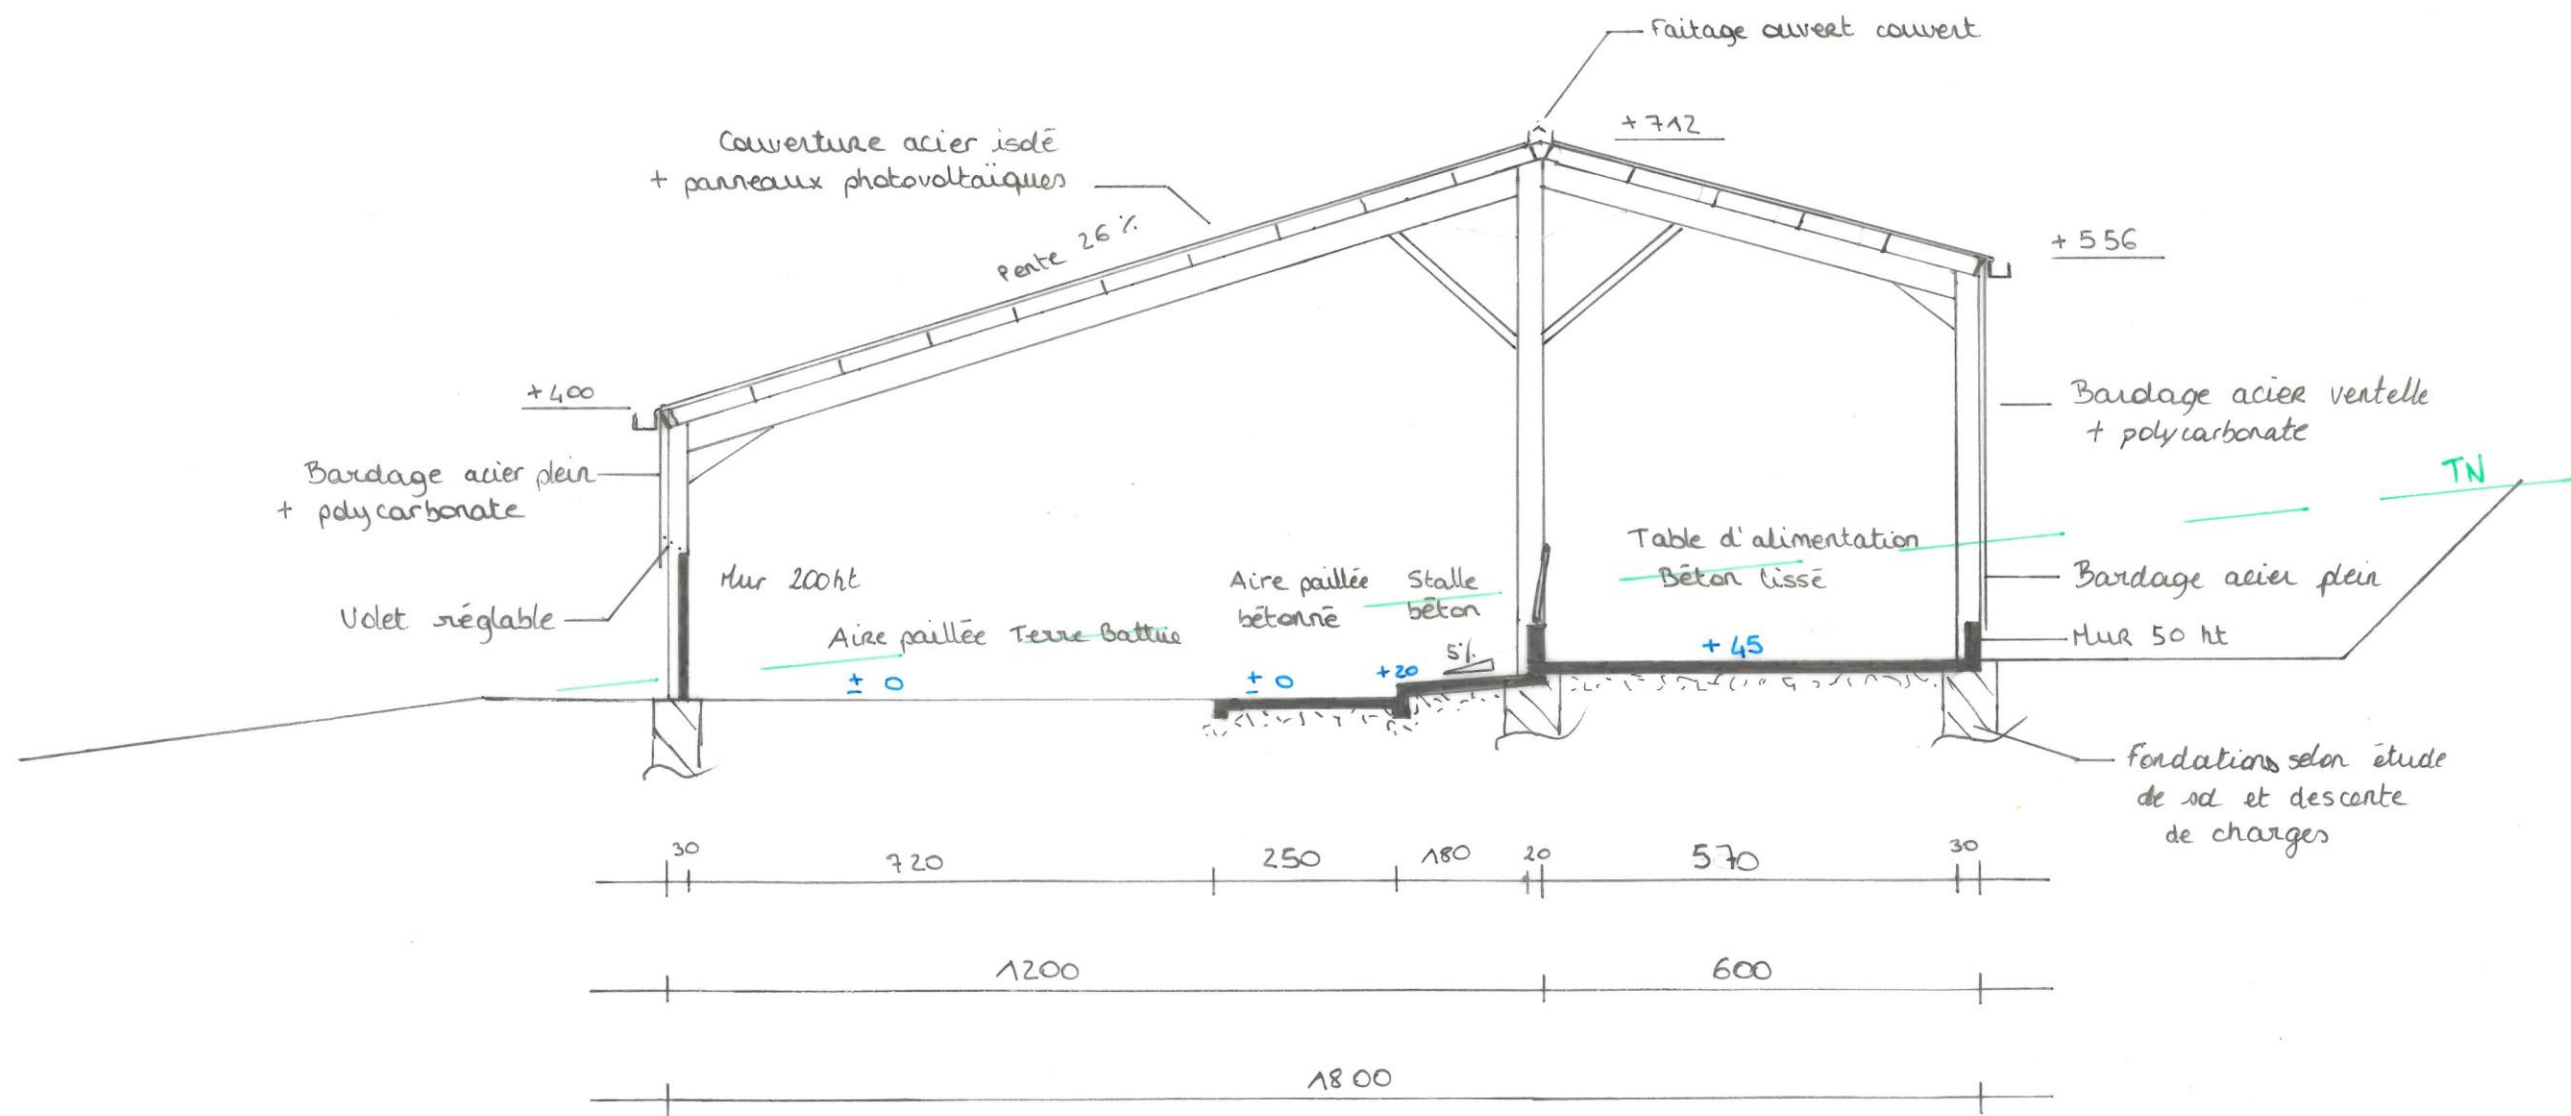 Faitage ouvert couvert
+712
Couverture acier isolé
+ panneaux photovoltaïques
Pente 26%
+556
+400
Bardage acier ventelle
+ polycarbonate
Bardage acier plein
+ polycarbonate
TN
Table d'alimentation
Béton lissé
Mur 200ht
Aire paillée
bétonné
Stalle
béton
Bardage acier plein
Volet réglable
Aire paillée Terre Battue
Mur 50 ht
5%
+45
± 0
± 0
+20
Fondations selon étude
de sol et descente
de charges
30
720
250
180
20
570
30
1200
600
1800